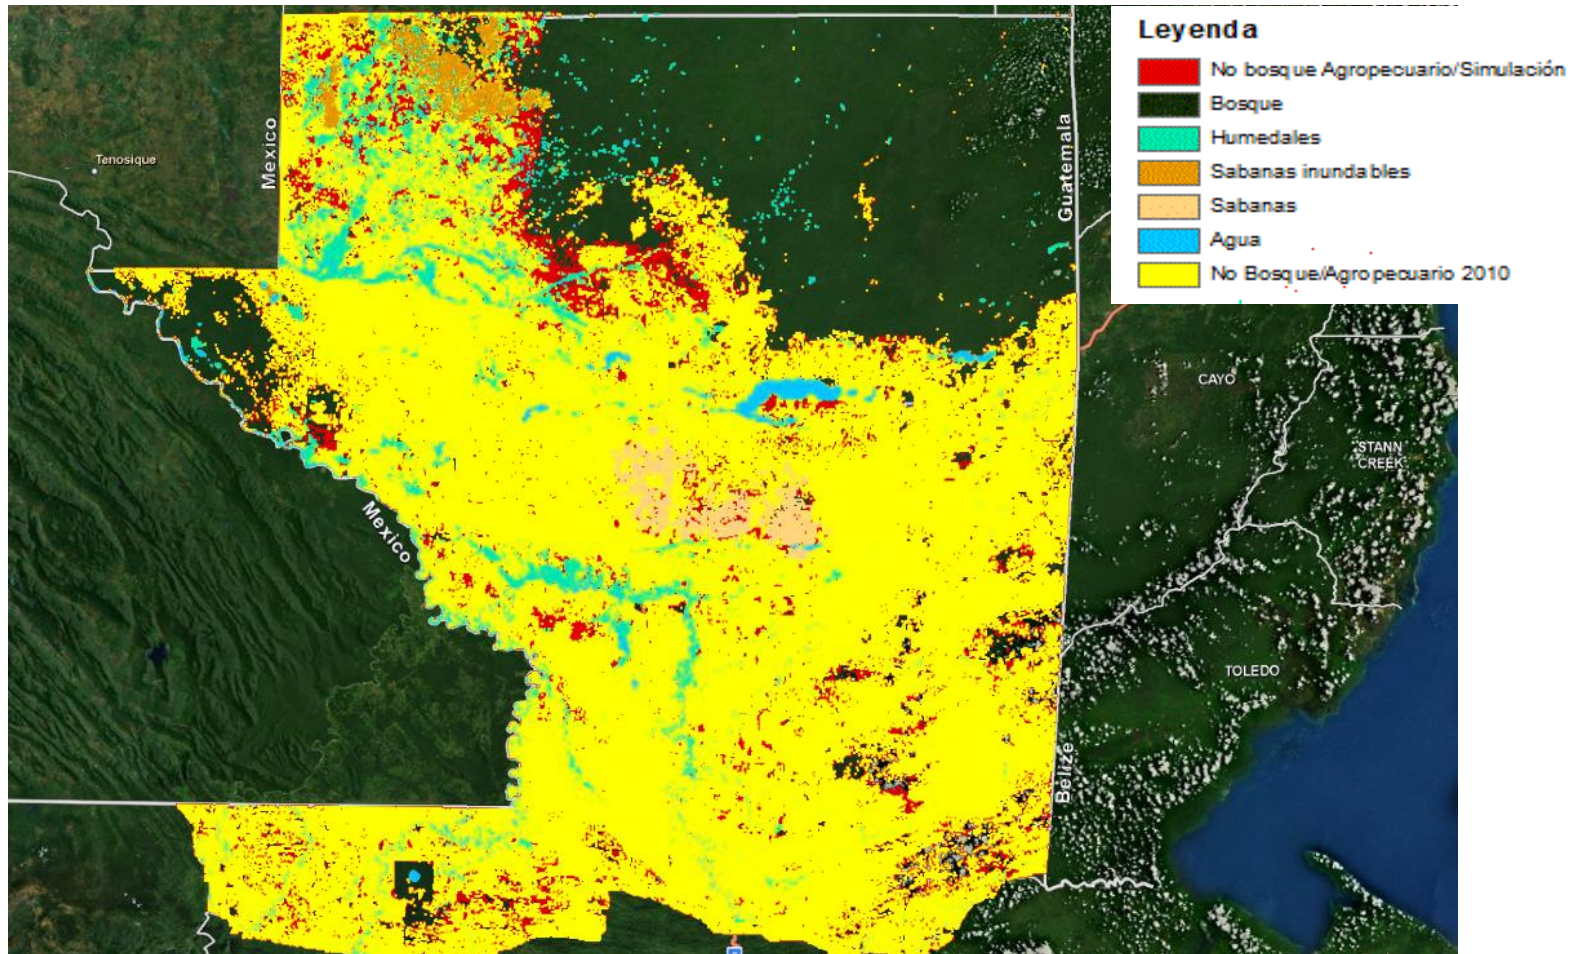 Leyenda
No bosque Agropecuario/Simulación
Bosque
Humedales
Sabanas inundables
Sabanas
Agua
No Bosque/Agropecuario 2010
Tenosique
Mexico
Guatemala
CAYO
STANN
CREEK
Mexico
TOLEDO
Belize